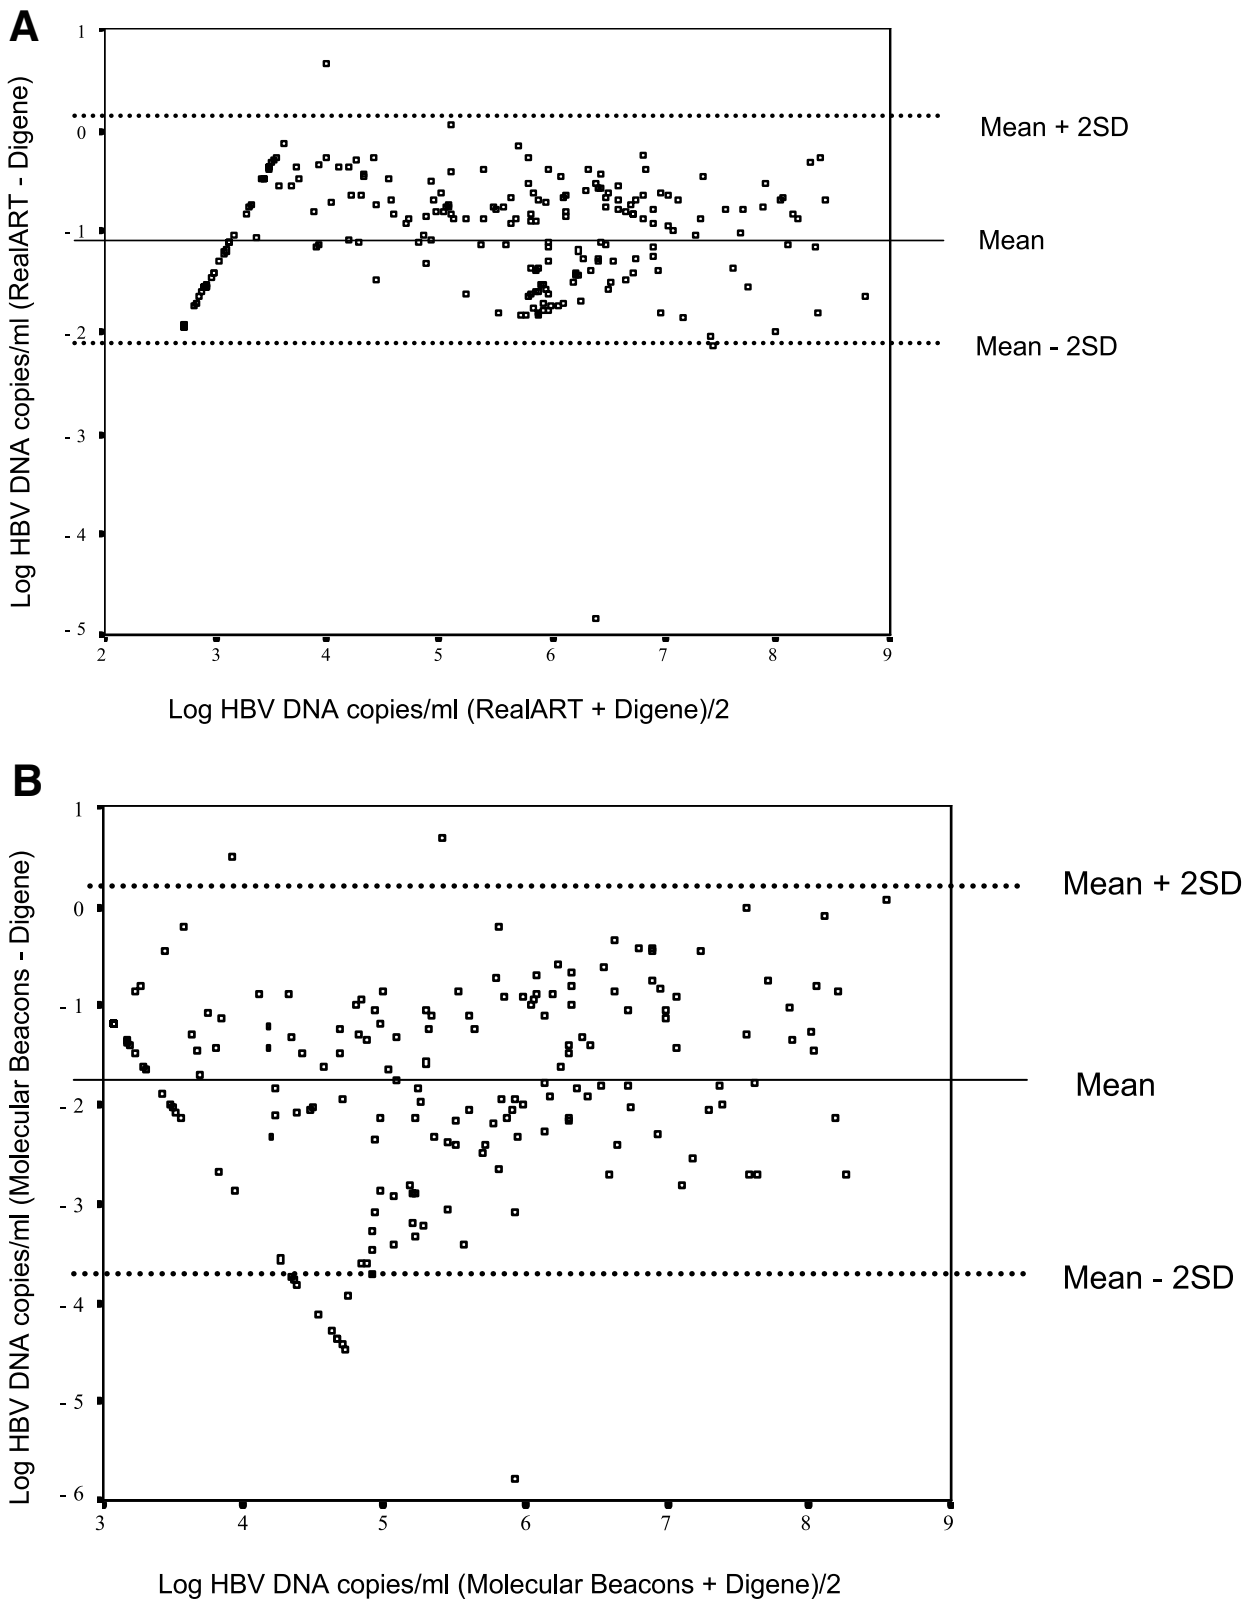 A
Log HBV DNA copies/ml (RealART - Digene)
1
0
- 1
- 2
- 3
- 4
- 5
Mean + 2SD
Mean
Mean - 2SD
2 3 4 5 6 7 8 9
Log HBV DNA copies/ml (RealART + Digene)/2
B
Log HBV DNA copies/ml (Molecular Beacons - Digene)
1
0
- 1
- 2
- 3
- 4
- 5
- 6
Mean + 2SD
Mean
Mean - 2SD
3 4 5 6 7 8 9
Log HBV DNA copies/ml (Molecular Beacons + Digene)/2